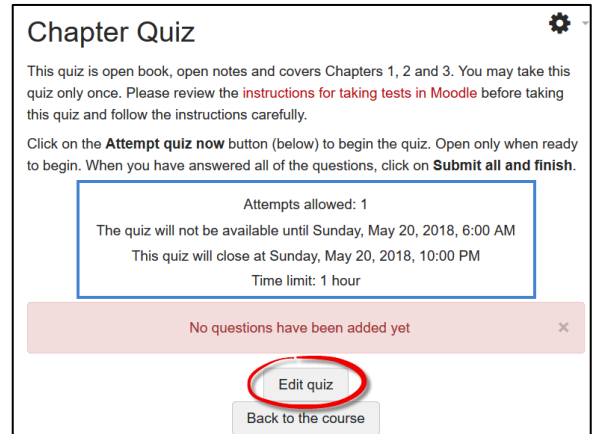 Chapter Quiz
This quiz is open book, open notes and covers Chapters 1, 2 and 3. You may take this
quiz only once. Please review the instructions for taking tests in Moodle before taking
this quiz and follow the instructions carefully.
Click on the Attempt quiz now button (below) to begin the quiz. Open only when ready
to begin. When you have answered all of the questions, click on Submit all and finish.
Attempts allowed: 1
The quiz will not be available until Sunday, May 20, 2018, 6:00 AM
This quiz will close at Sunday, May 20, 2018, 10:00 PM
Time limit: 1 hour
No questions have been added yet
×
Edit quiz
Back to the course